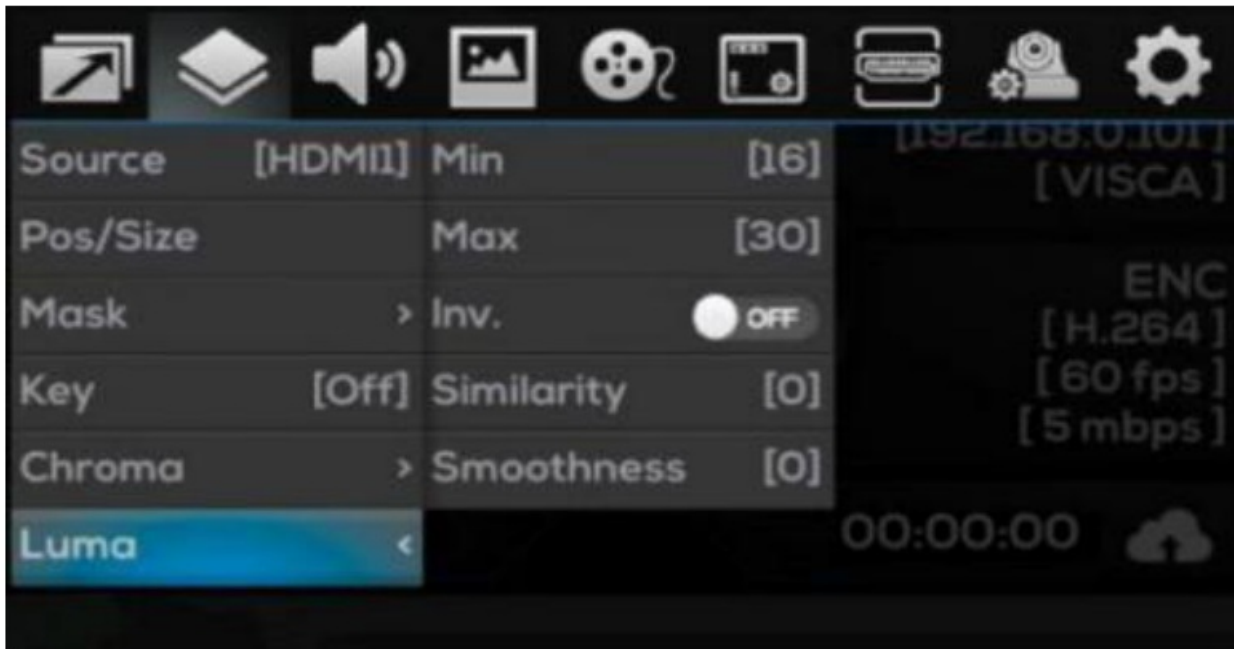 Source [HDMI1]
Pos/Size
Mask >
Key [Off]
Chroma >
Luma <
Min [16]
Max [30]
Inv. OFF
Similarity [0]
Smoothness [0]
[192.168.0.101]
[ VISCA ]
ENC
[ H.264 ]
[ 60 fps ]
[ 5 mbps ]
00:00:00